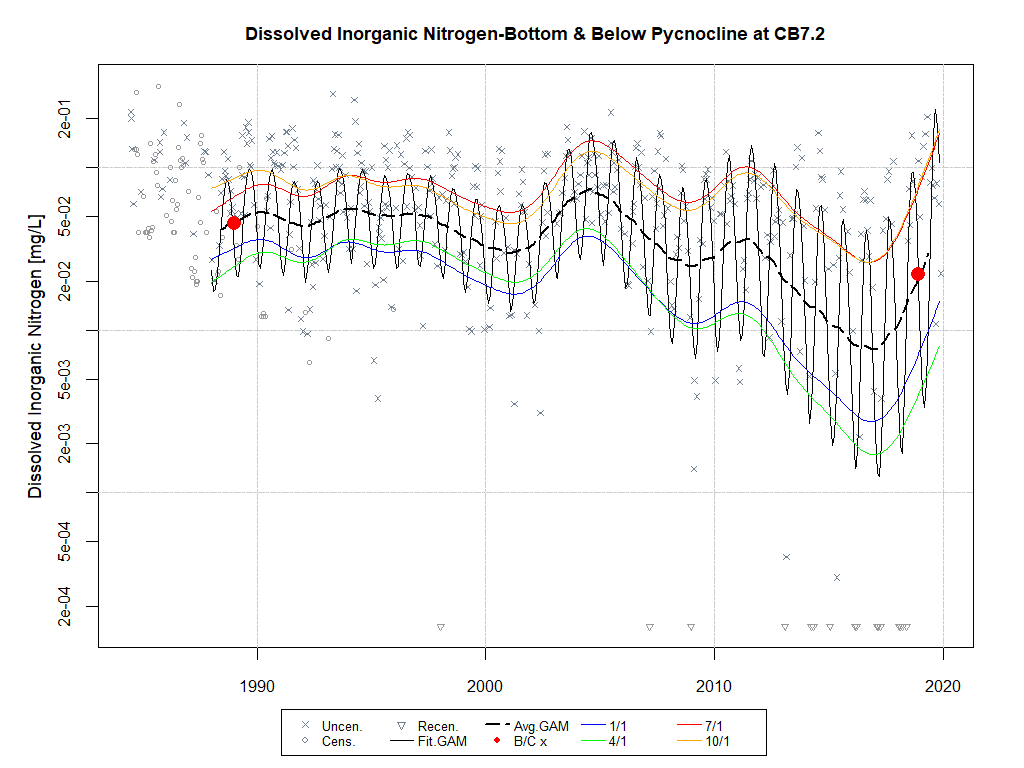 Dissolved Inorganic Nitrogen-Bottom & Below Pycnocline at CB7.2
Dissolved Inorganic Nitrogen [mg/L]
2e-01
5e-02
2e-02
5e-03
2e-03
5e-04
2e-04
1990 2000 2010 2020
Uncen. Recen. Avg.GAM 1/1 7/1
Cens. Fit.GAM B/C x 4/1 10/1